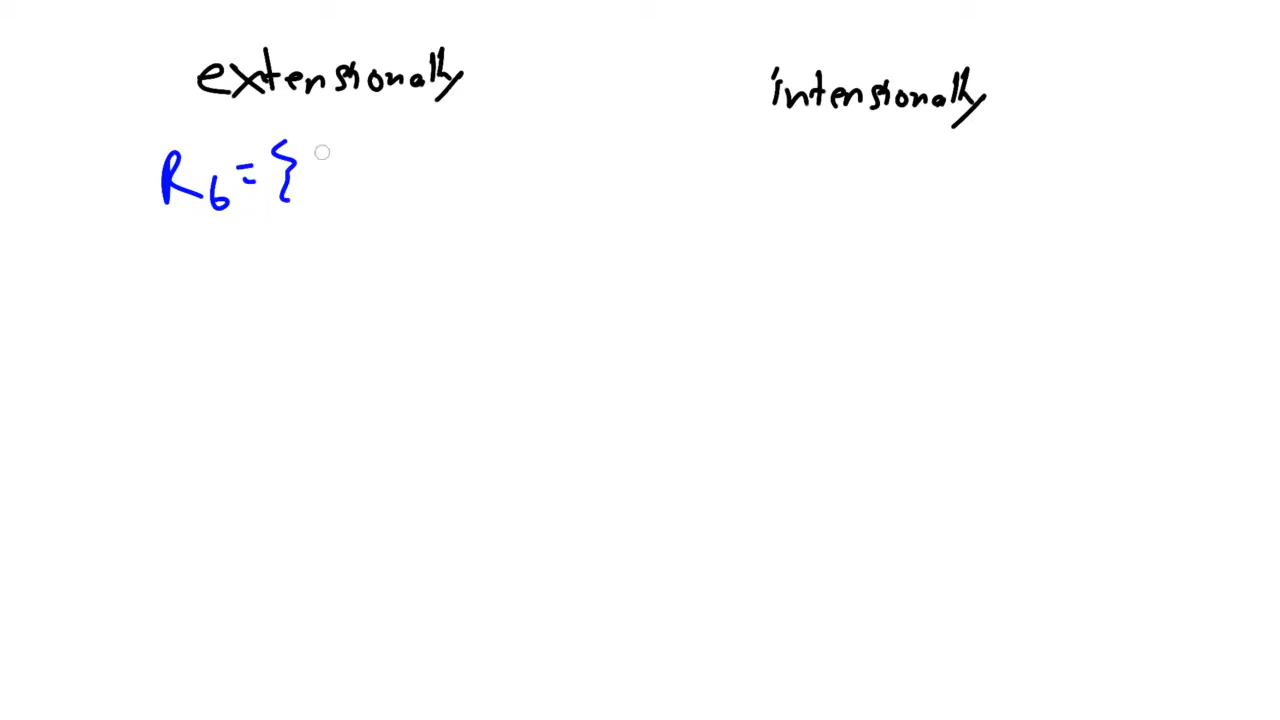 extensionally
intensionally
R₆ = {